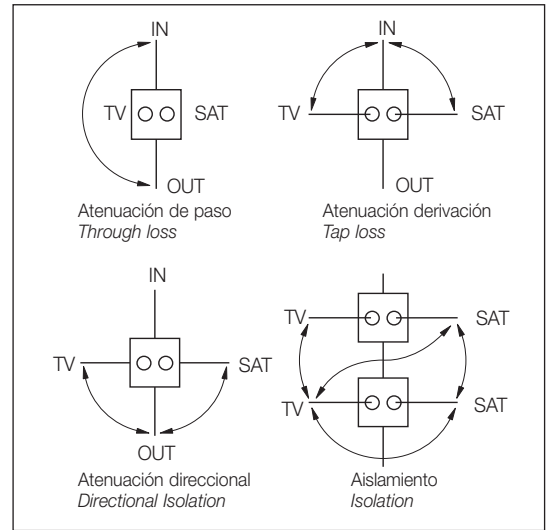 IN
TV SAT
OUT
Atenuación de paso
Through loss
IN
TV SAT
OUT
Atenuación derivación
Tap loss
IN
TV SAT
OUT
Atenuación direccional
Directional Isolation
TV SAT
TV SAT
Aislamiento
Isolation